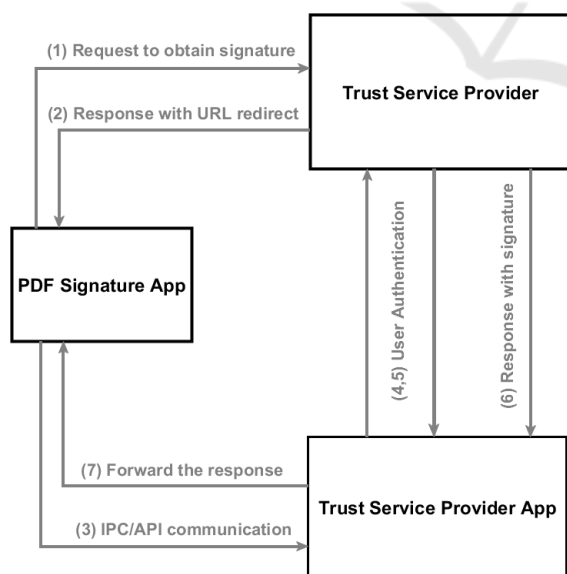 (1) Request to obtain signature
Trust Service Provider
(2) Response with URL redirect
PDF Signature App
(4,5) User Authentication
(6) Response with signature
(7) Forward the response
Trust Service Provider App
(3) IPC/API communication